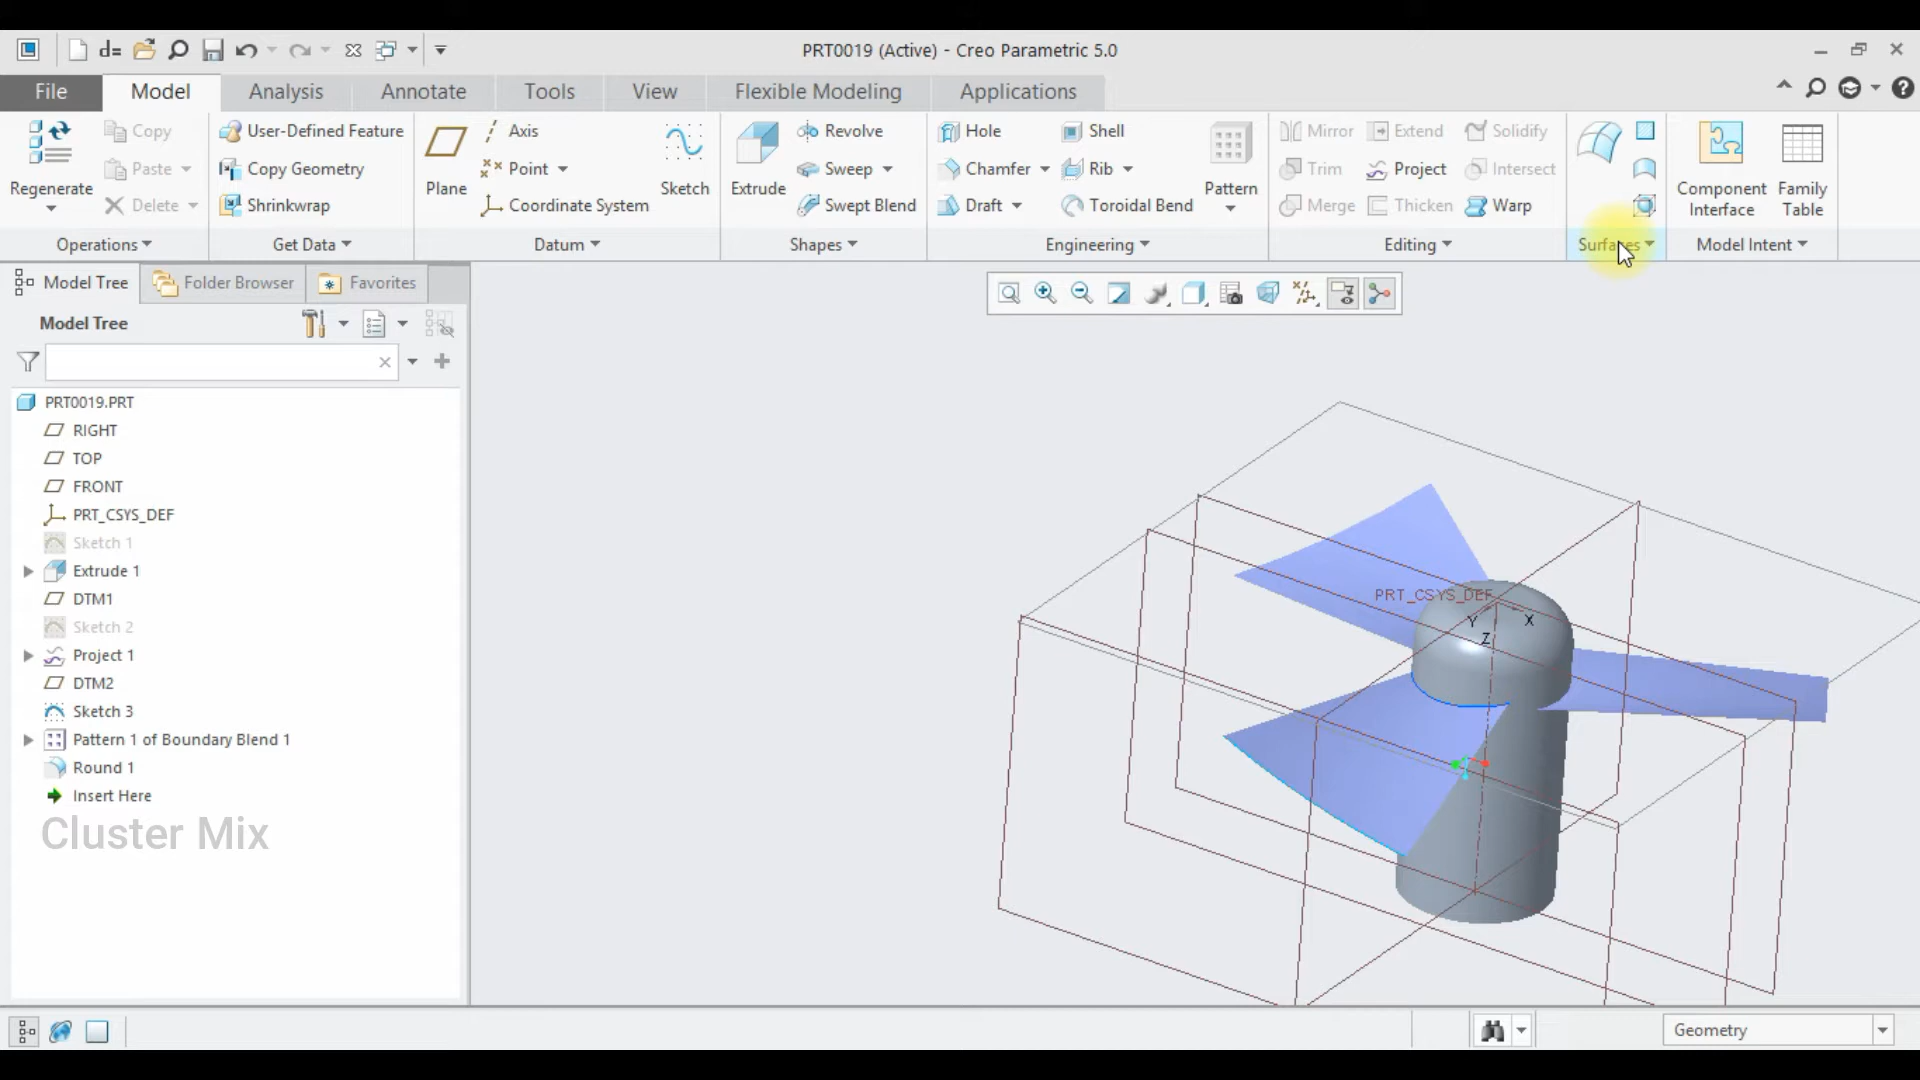 d=
PRT0019 (Active) - Creo Parametric 5.0
File Model Analysis Annotate Tools View Flexible Modeling Applications
Regenerate
Copy
Paste
Delete
Operations
User-Defined Feature
Copy Geometry
Shrinkwrap
Get Data
Plane
Axis
Point
Coordinate System
Sketch
Datum
Extrude
Revolve
Sweep
Swept Blend
Shapes
Hole
Chamfer
Draft
Shell
Rib
Toroidal Bend
Pattern
Engineering
Mirror
Trim
Merge
Extend
Project
Thicken
Solidify
Intersect
Warp
Editing
Surfaces
Component
Interface
Family
Table
Model Intent
Model Tree Folder Browser Favorites
Model Tree
PRT0019.PRT
RIGHT
TOP
FRONT
PRT_CSYS_DEF
Sketch 1
Extrude 1
DTM1
Sketch 2
Project 1
DTM2
Sketch 3
Pattern 1 of Boundary Blend 1
Round 1
Insert Here
Cluster Mix
PRT_CSYS_DEF
Y
X
Z
Geometry